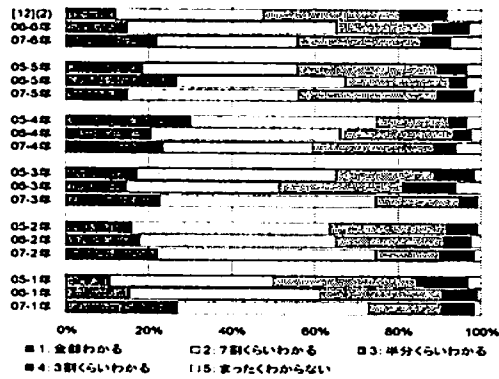 [12](2)
06-6年
07-6年
05-5年
06-5年
07-5年
05-4年
06-4年
07-4年
05-3年
06-3年
07-3年
05-2年
06-2年
07-2年
05-1年
06-1年
07-1年
0% 20% 40% 60% 80% 100%
■1: 全部わかる □2: 7割くらいわかる ▨3: 半分くらいわかる
■4: 3割くらいわかる □5: まったくわからない